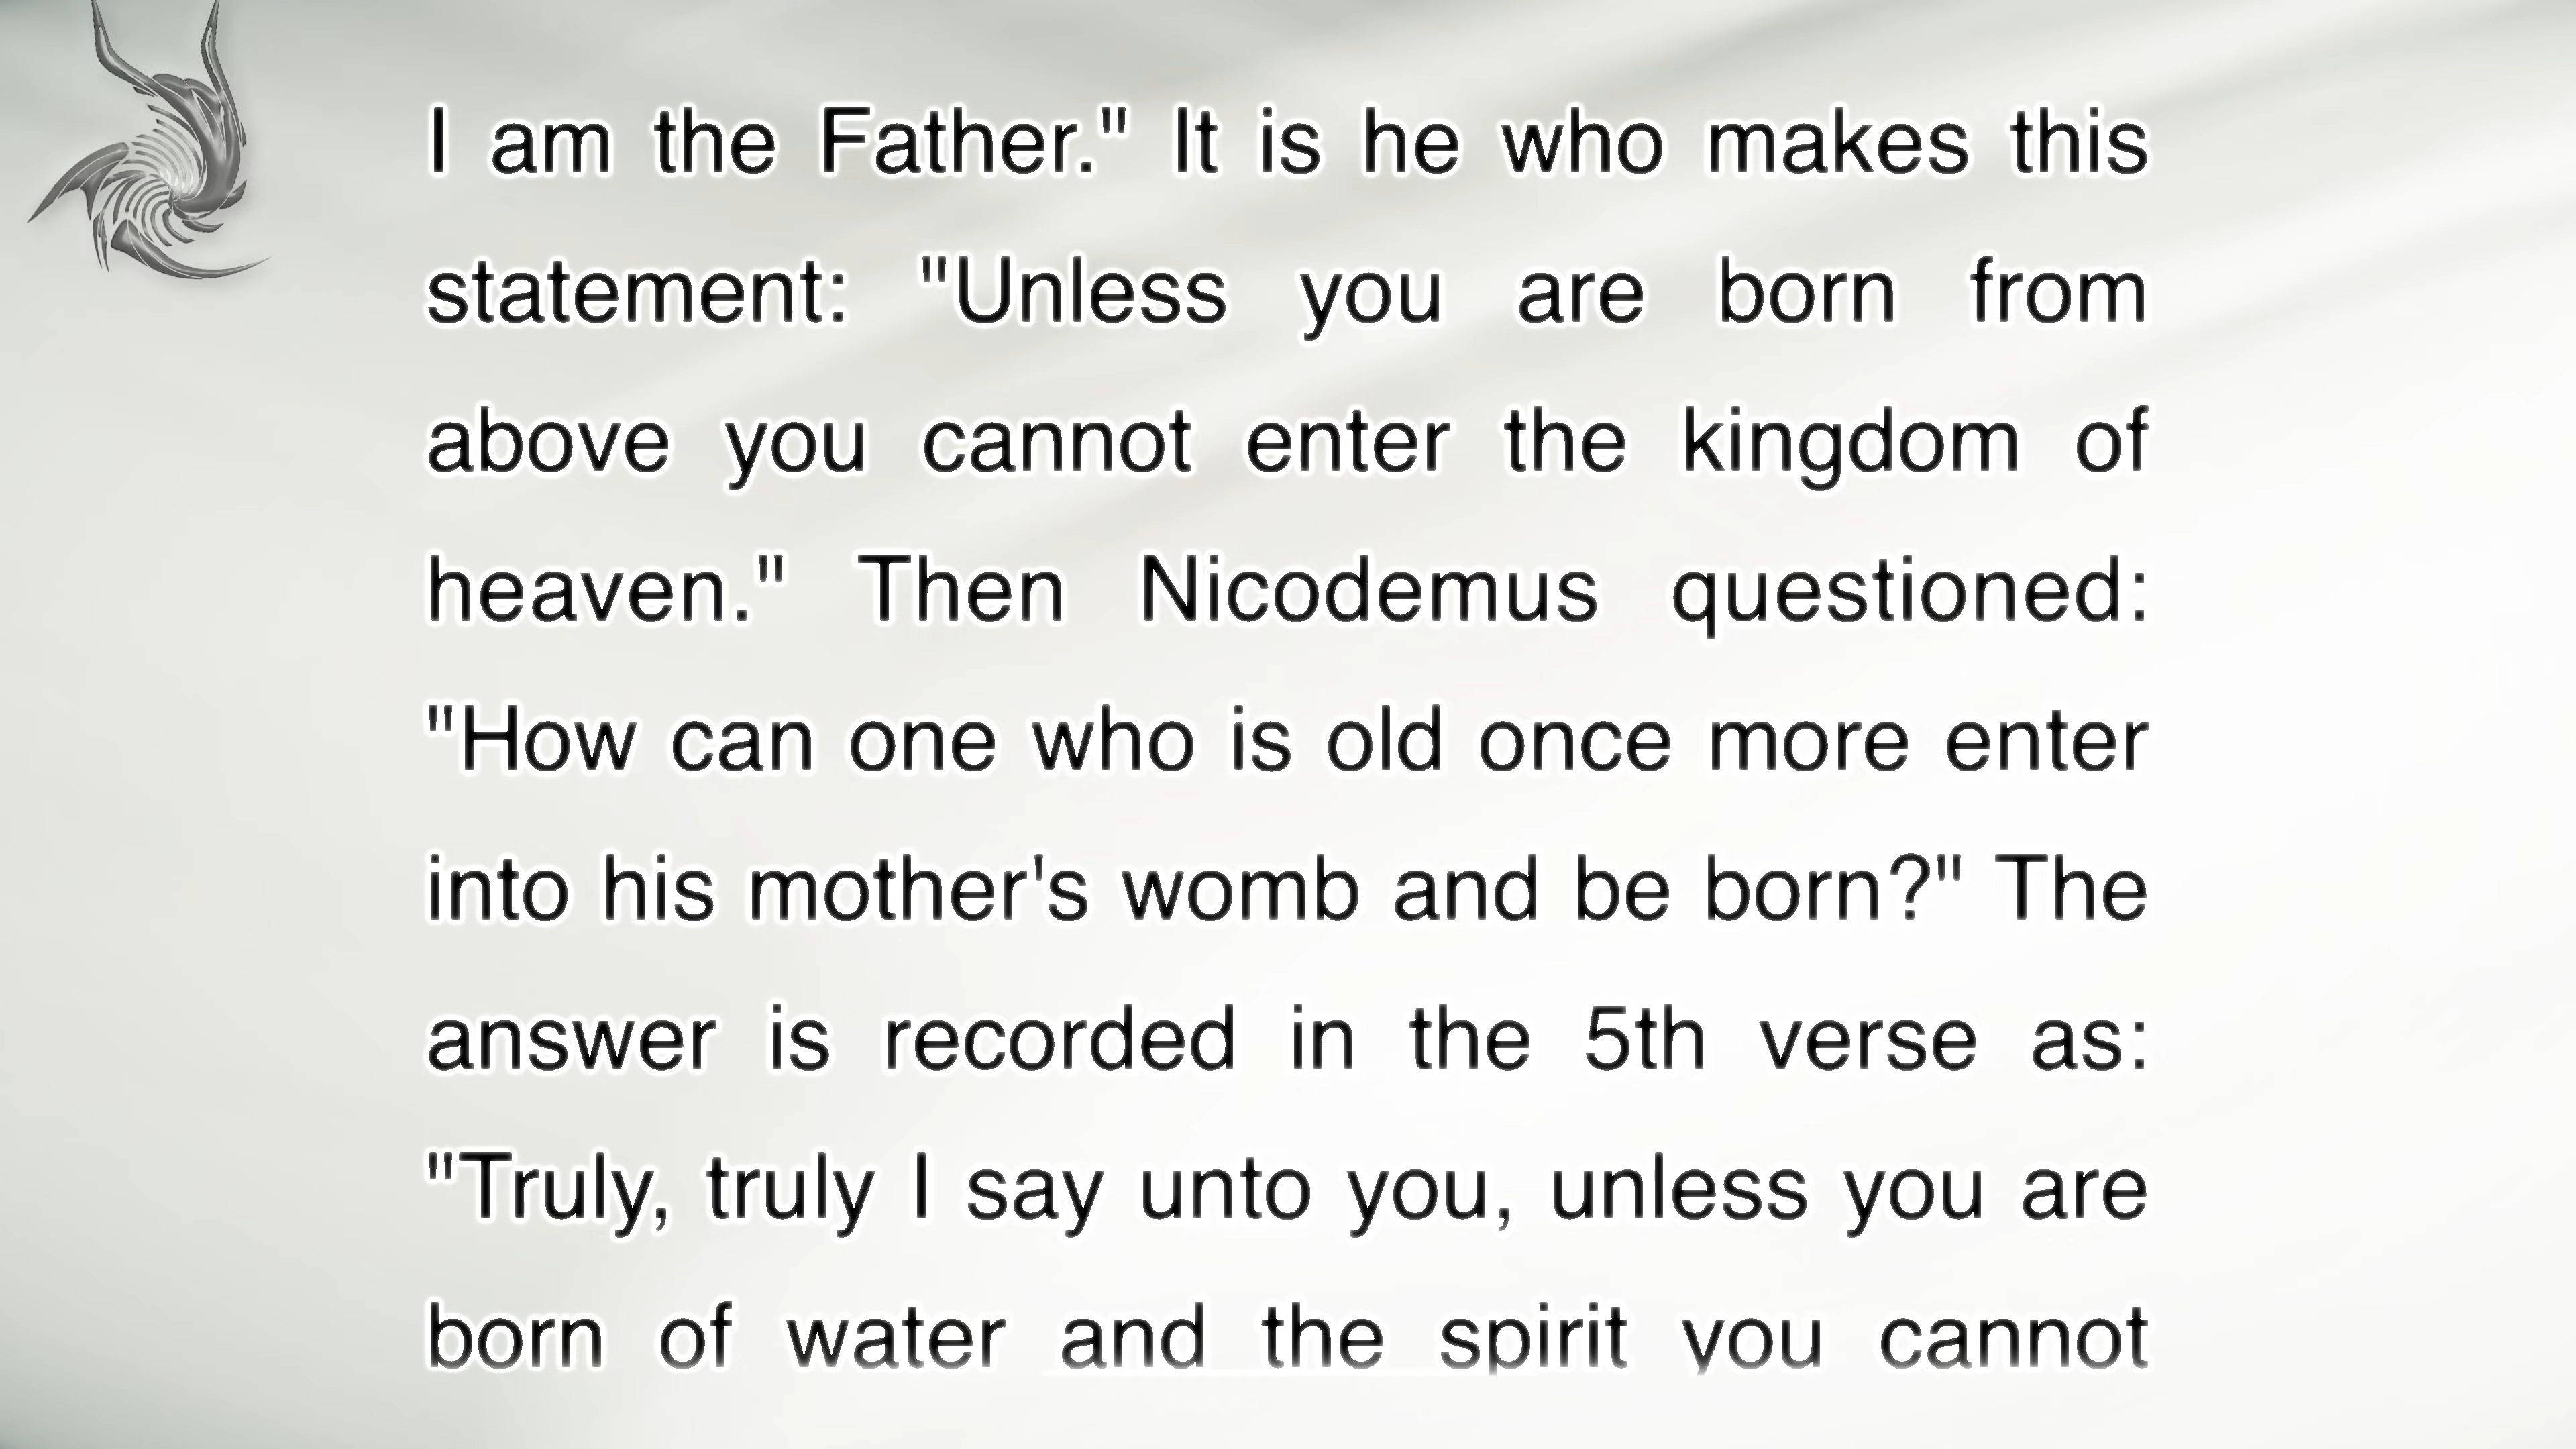 I am the Father." It is he who makes this
statement: "Unless you are born from
above you cannot enter the kingdom of
heaven." Then Nicodemus questioned:
"How can one who is old once more enter
into his mother's womb and be born?" The
answer is recorded in the 5th verse as:
"Truly, truly I say unto you, unless you are
born of water and the spirit you cannot